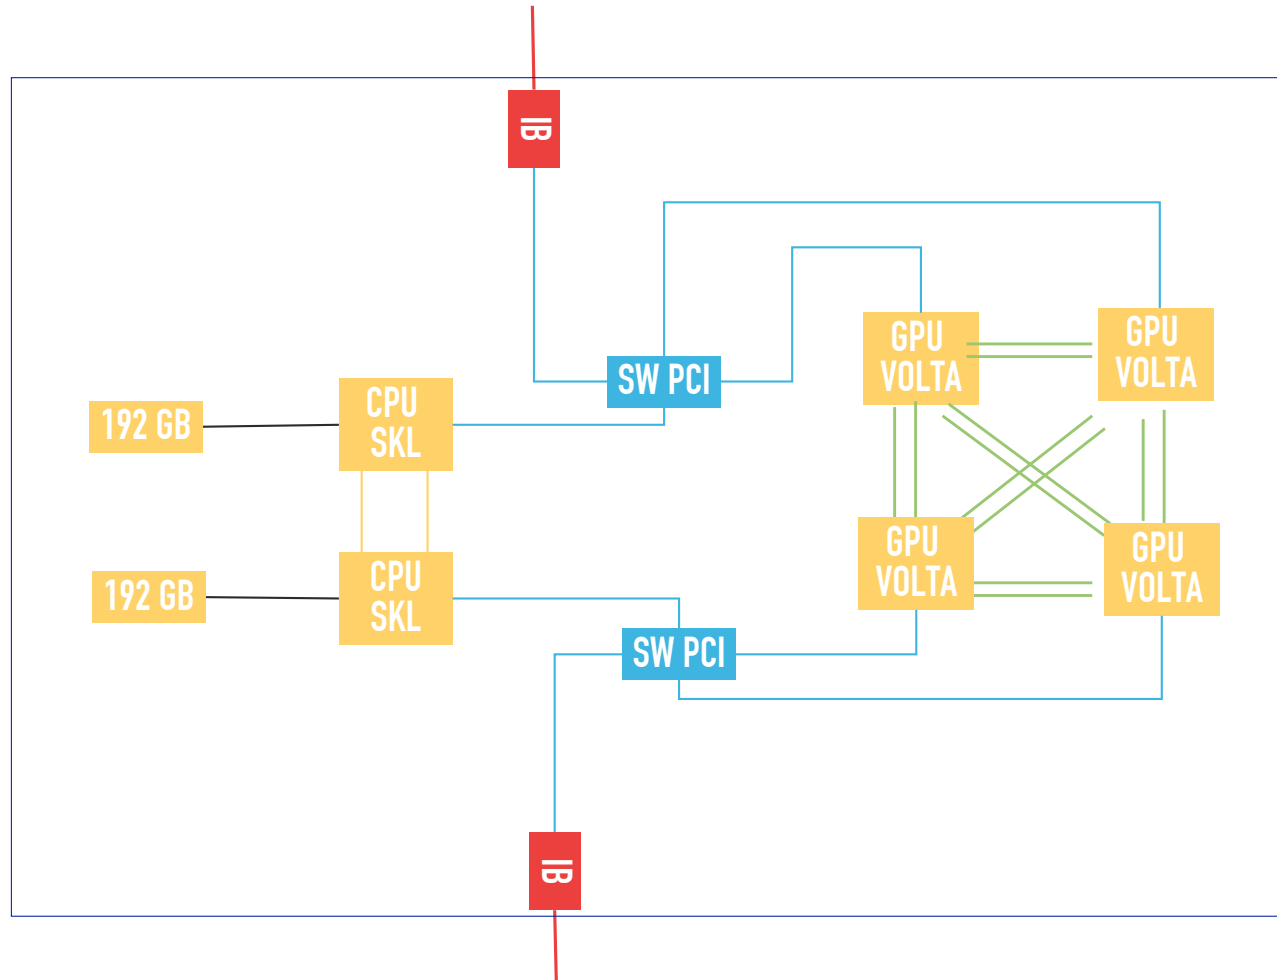 IB
GPU
VOLTA
GPU
VOLTA
SW PCI
192 GB
CPU
SKL
GPU
VOLTA
GPU
VOLTA
192 GB
CPU
SKL
SW PCI
IB